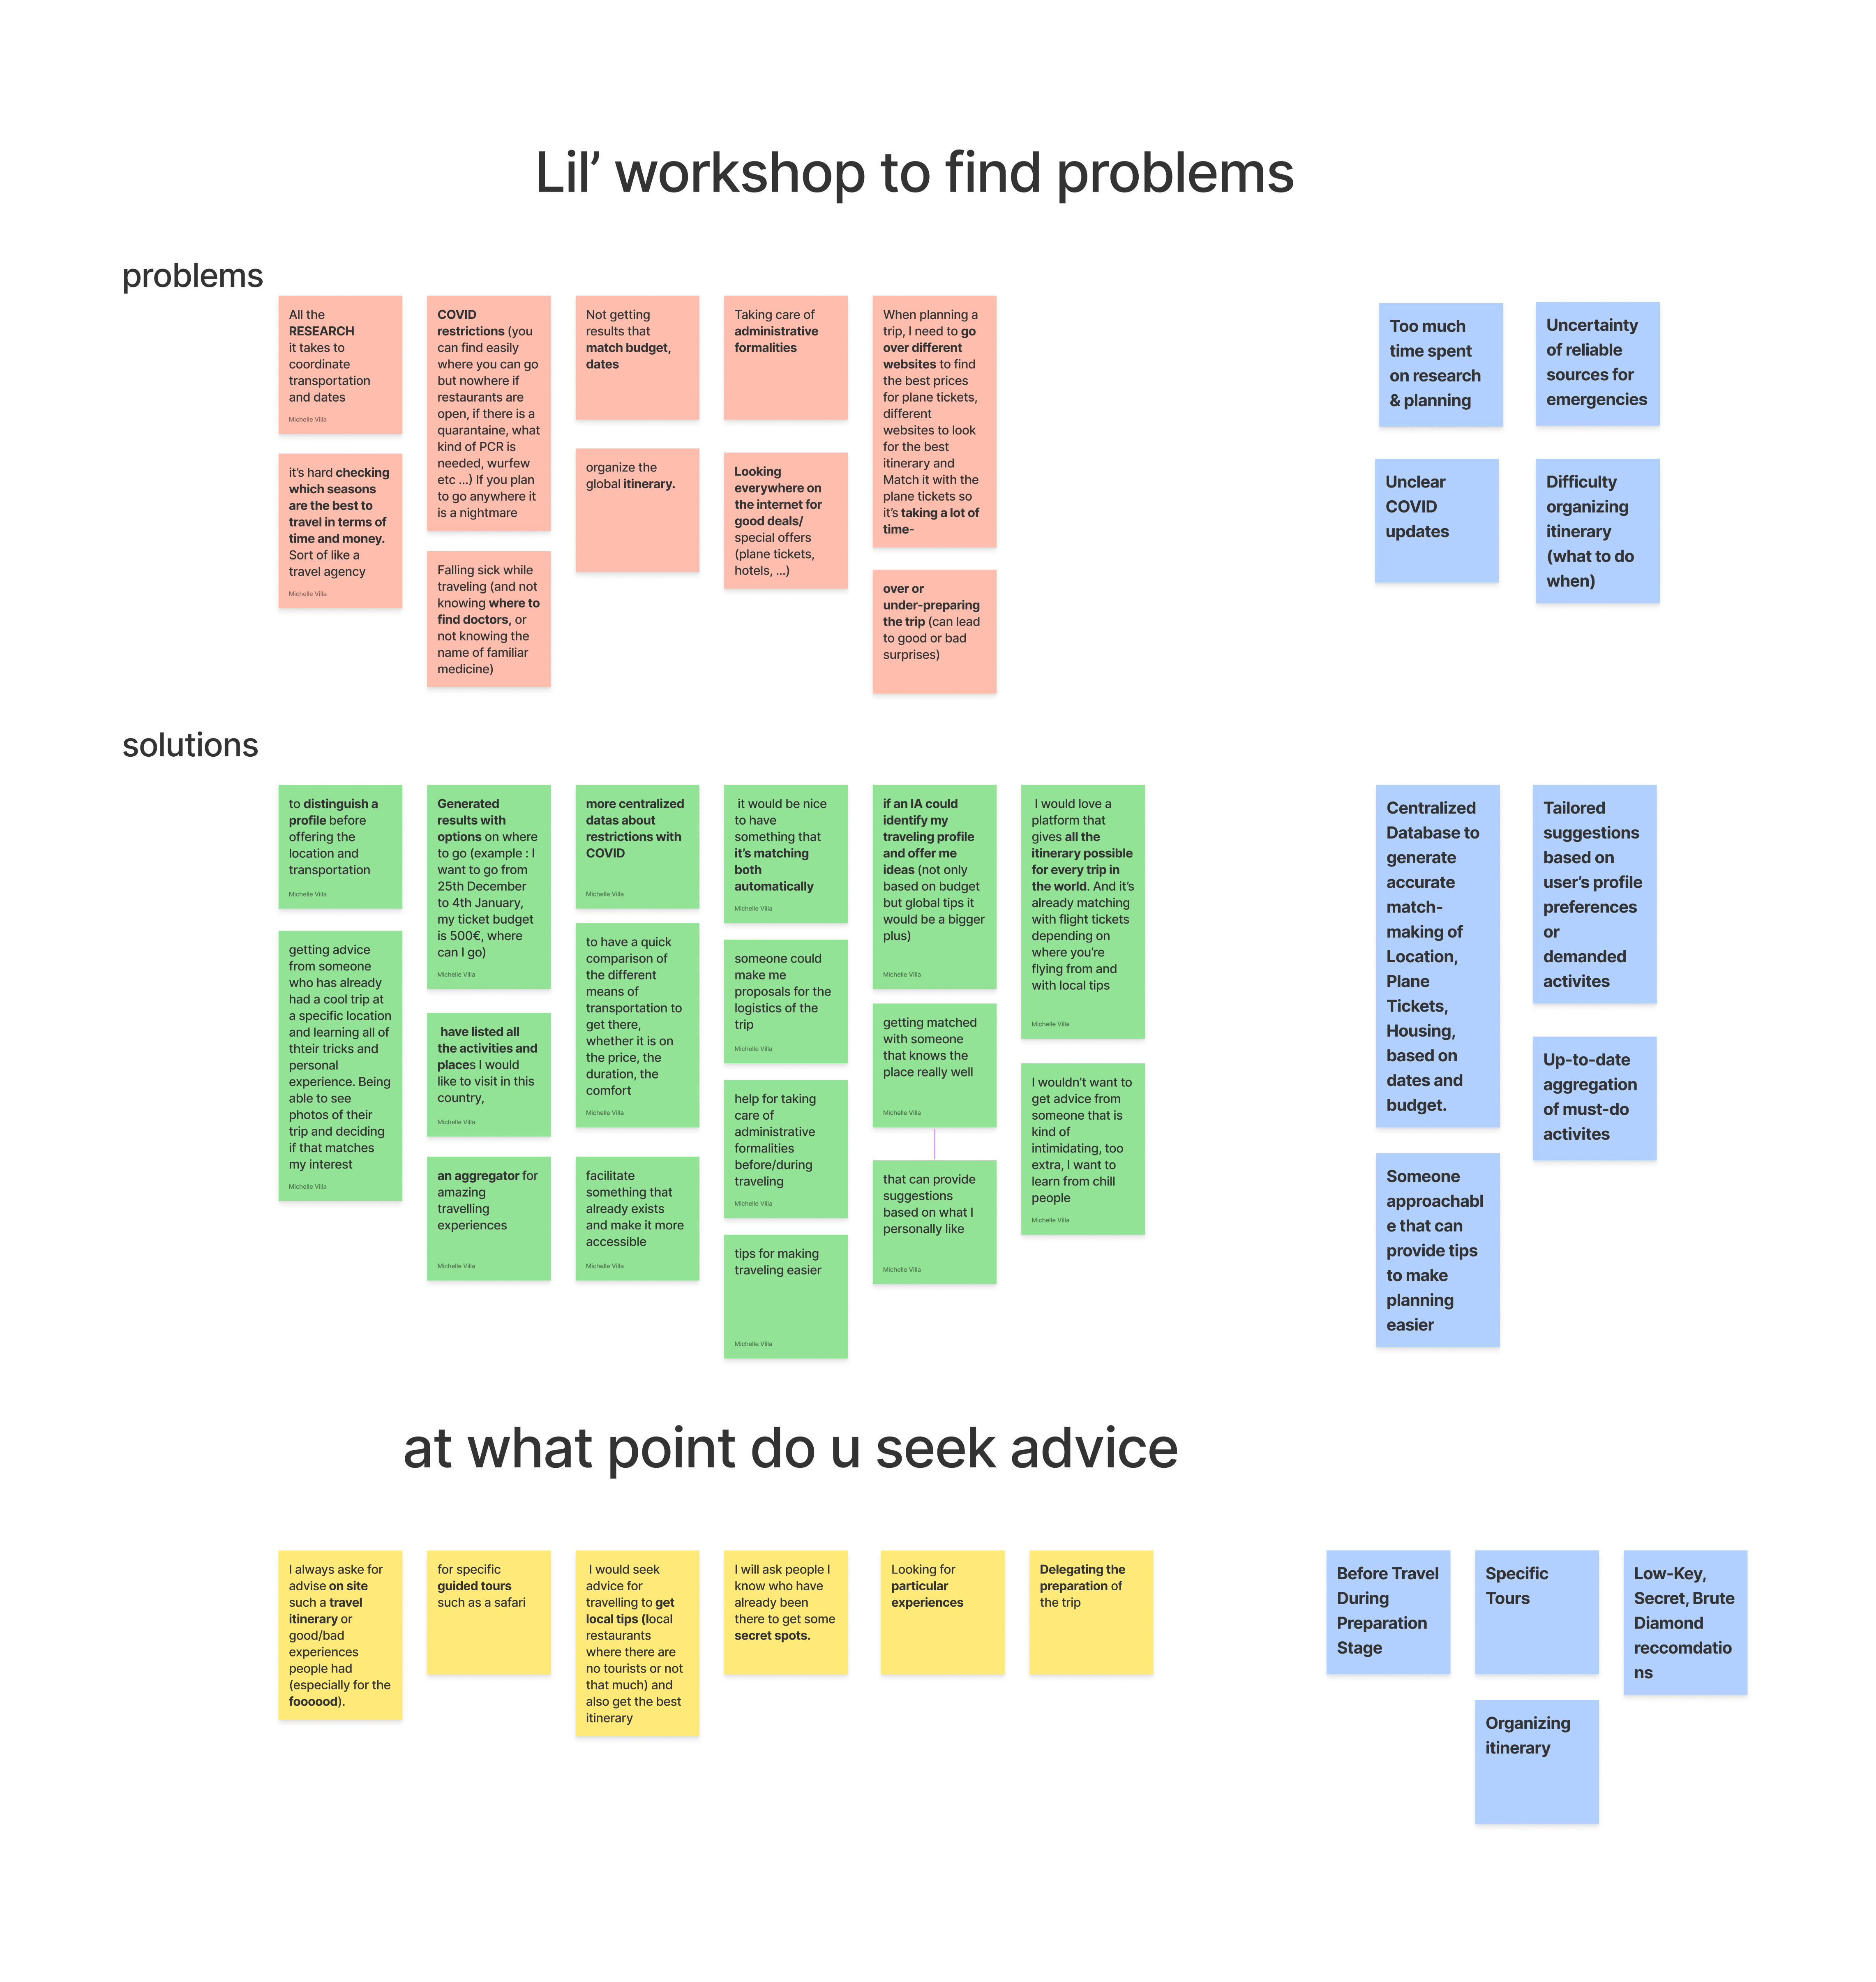 Lil’ workshop to find problems
problems
All the
RESEARCH
it takes to
coordinate
transportation
and dates
Michelle Villa
it’s hard checking
which seasons
are the best to
travel in terms of
time and money.
Sort of like a
travel agency
Michelle Villa
COVID
restrictions (you
can find easily
where you can go
but nowhere if
restaurants are
open, if there is a
quarantaine, what
kind of PCR is
needed, wurfew
etc ...) If you plan
to go anywhere it
is a nightmare
Falling sick while
traveling (and not
knowing where to
find doctors, or
not knowing the
name of familiar
medicine)
Not getting
results that
match budget,
dates
organize the
global itinerary.
Taking care of
administrative
formalities
Looking
everywhere on
the internet for
good deals/
special offers
(plane tickets,
hotels, ...)
When planning a
trip, I need to go
over different
websites to find
the best prices
for plane tickets,
different
websites to look
for the best
itinerary and
Match it with the
plane tickets so
it’s taking a lot of
time-
over or
under-preparing
the trip (can lead
to good or bad
surprises)
Too much
time spent
on research
& planning
Uncertainty
of reliable
sources for
emergencies
Unclear
COVID
updates
Difficulty
organizing
itinerary
(what to do
when)
solutions
to distinguish a
profile before
offering the
location and
transportation
Michelle Villa
getting advice
from someone
who has already
had a cool trip at
a specific location
and learning all of
thteir tricks and
personal
experience. Being
able to see
photos of their
trip and deciding
if that matches
my interest
Michelle Villa
Generated
results with
options on where
to go (example : I
want to go from
25th December
to 4th January,
my ticket budget
is 500€, where
can I go)
Michelle Villa
have listed all
the activities and
places I would
like to visit in this
country,
Michelle Villa
an aggregator for
amazing
travelling
experiences
Michelle Villa
more centralized
datas about
restrictions with
COVID
Michelle Villa
to have a quick
comparison of
the different
means of
transportation to
get there,
whether it is on
the price, the
duration, the
comfort
Michelle Villa
facilitate
something that
already exists
and make it more
accessible
Michelle Villa
it would be nice
to have
something that
it’s matching
both
automatically
Michelle Villa
someone could
make me
proposals for the
logistics of the
trip
Michelle Villa
help for taking
care of
administrative
formalities
before/during
traveling
Michelle Villa
tips for making
traveling easier
Michelle Villa
if an IA could
identify my
traveling profile
and offer me
ideas (not only
based on budget
but global tips it
would be a bigger
plus)
Michelle Villa
getting matched
with someone
that knows the
place really well
Michelle Villa
that can provide
suggestions
based on what I
personally like
Michelle Villa
I would love a
platform that
gives all the
itinerary possible
for every trip in
the world. And it’s
already matching
with flight tickets
depending on
where you’re
flying from and
with local tips
Michelle Villa
I wouldn’t want to
get advice from
someone that is
kind of
intimidating, too
extra, I want to
learn from chill
people
Michelle Villa
Centralized
Database to
generate
accurate
match-
making of
Location,
Plane
Tickets,
Housing,
based on
dates and
budget.
Tailored
suggestions
based on
user’s profile
preferences
or
demanded
activites
Up-to-date
aggregation
of must-do
activites
Someone
approachabl
e that can
provide tips
to make
planning
easier
at what point do u seek advice
I always aske for
advise on site
such a travel
itinerary or
good/bad
experiences
people had
(especially for the
foooood).
for specific
guided tours
such as a safari
I would seek
advice for
travelling to get
local tips (local
restaurants
where there are
no tourists or not
that much) and
also get the best
itinerary
I will ask people I
know who have
already been
there to get some
secret spots.
Looking for
particular
experiences
Delegating the
preparation of
the trip
Before Travel
During
Preparation
Stage
Specific
Tours
Low-Key,
Secret, Brute
Diamond
reccomdatio
ns
Organizing
itinerary